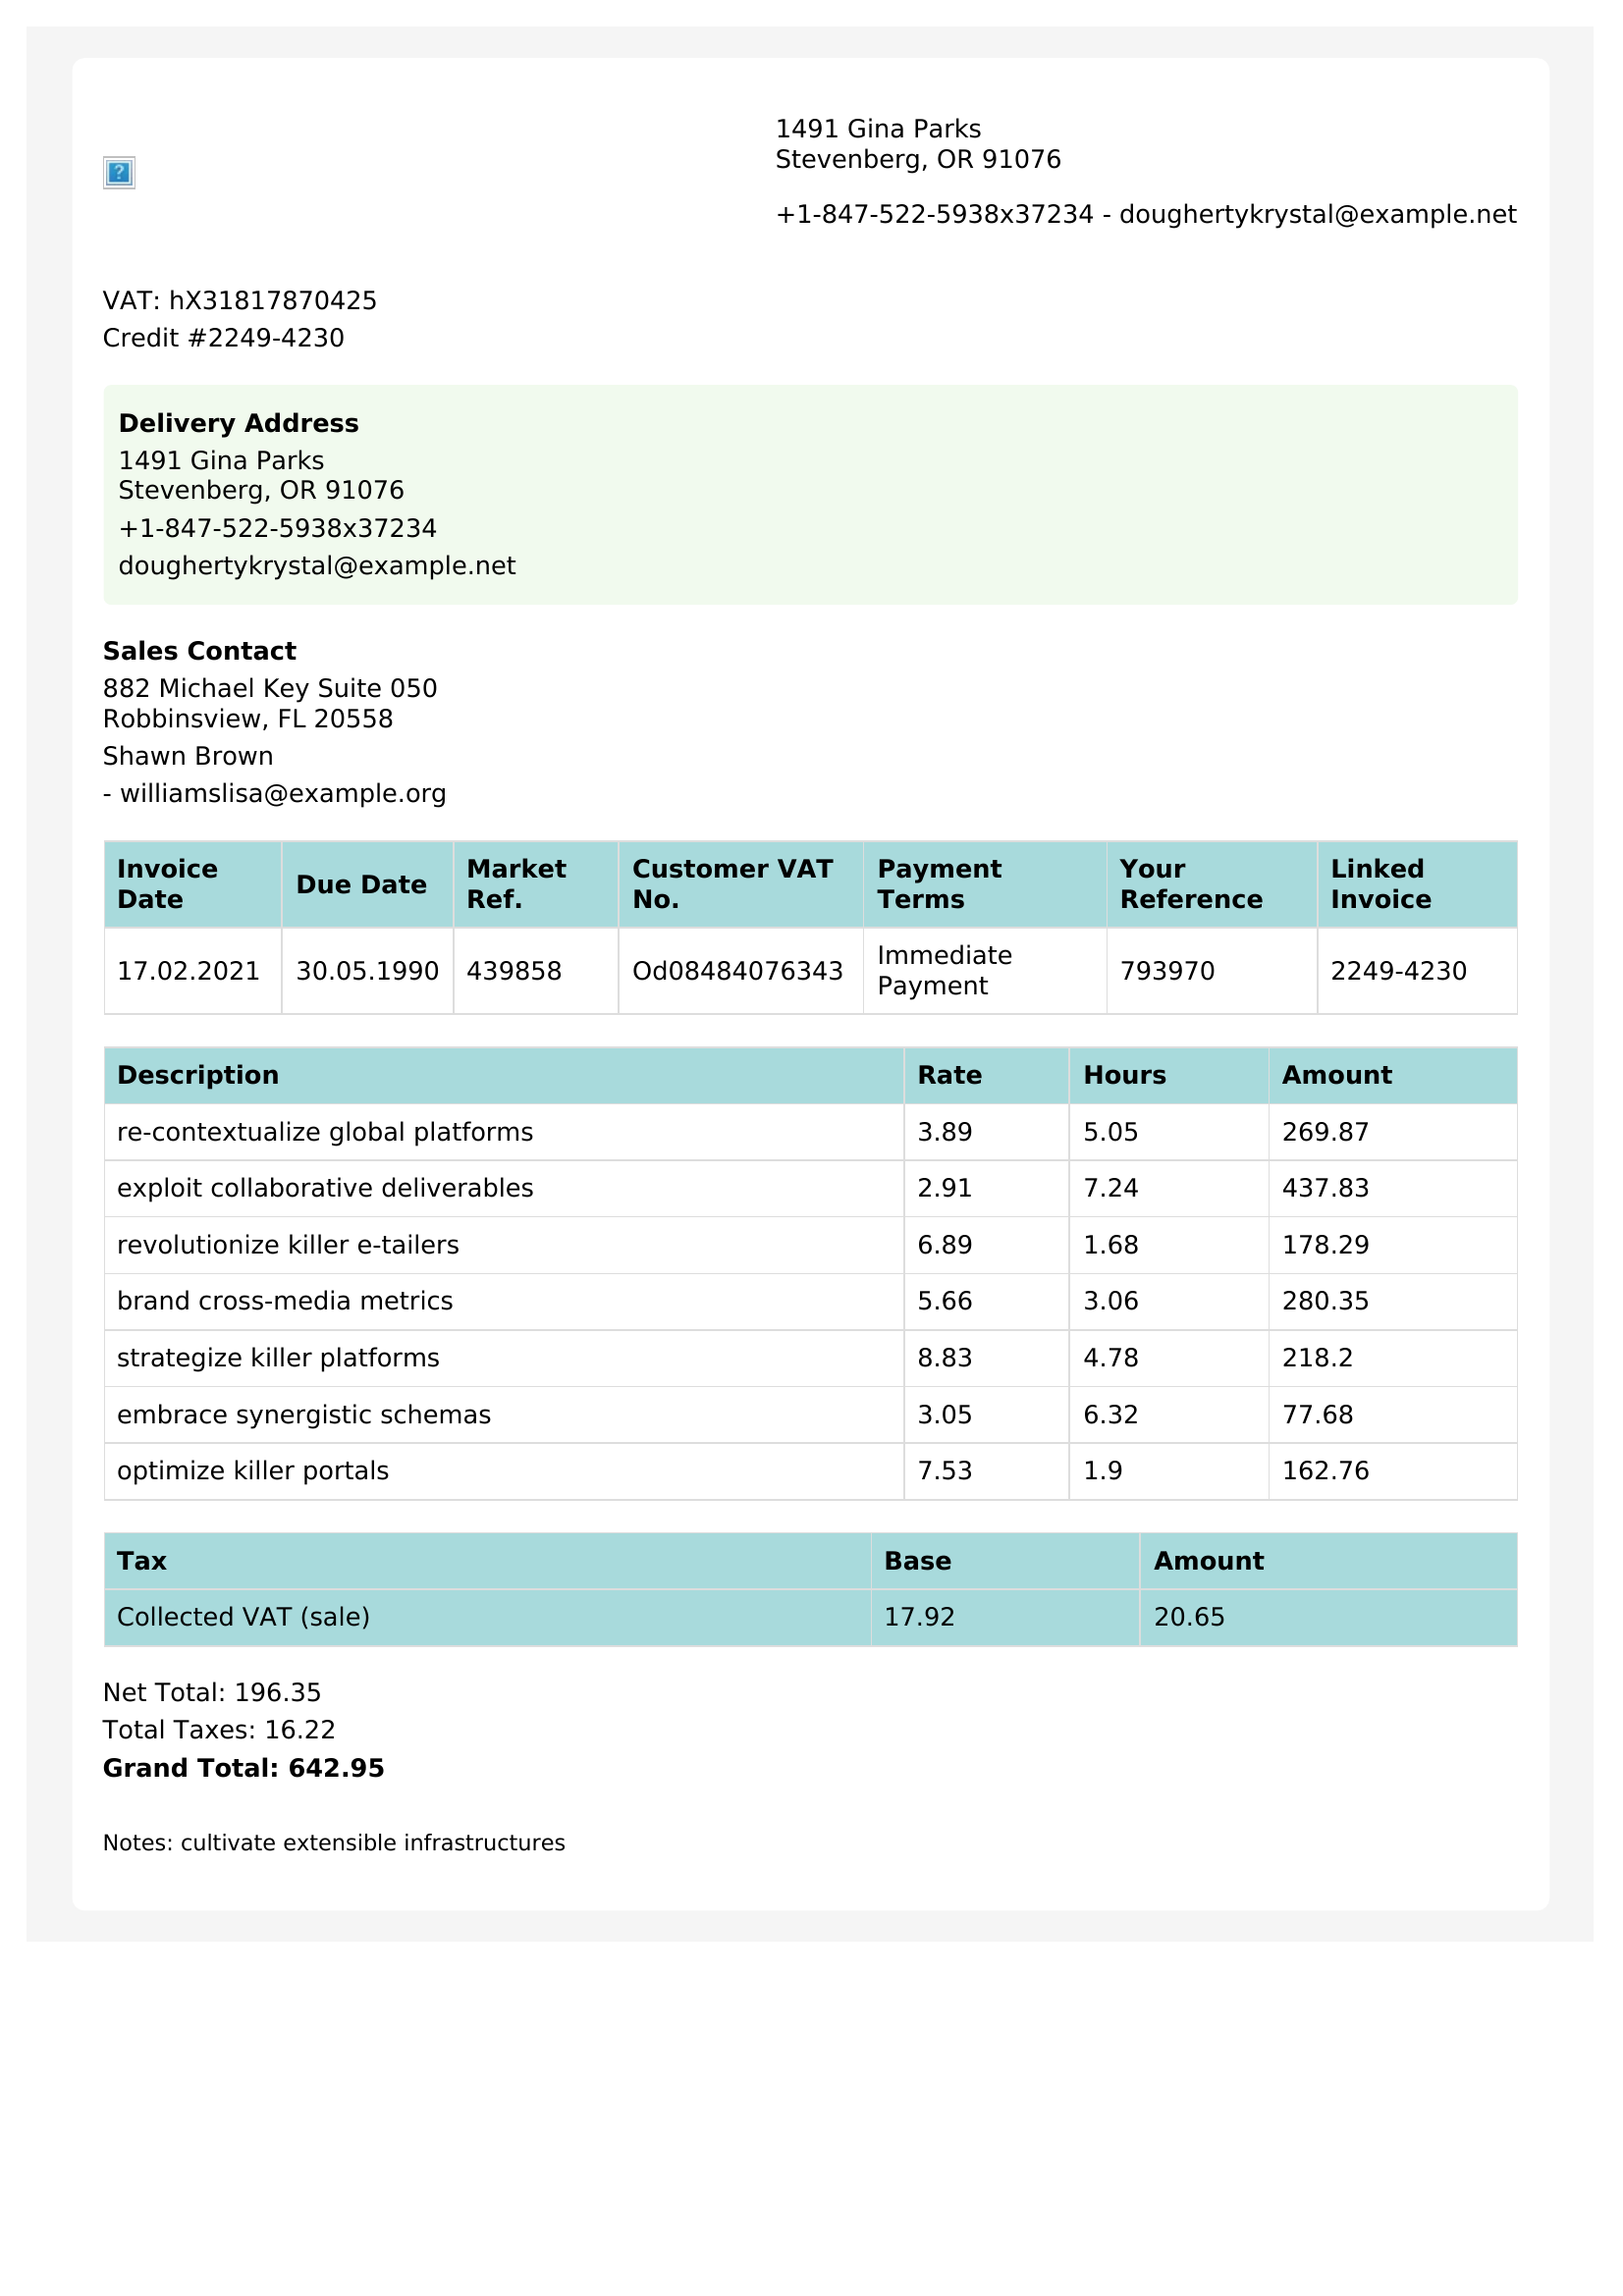 1491 Gina Parks
Stevenberg, OR 91076
+1-847-522-5938x37234 - doughertykrystal@example.net
VAT: hX31817870425
Credit #2249-4230
Delivery Address
1491 Gina Parks
Stevenberg, OR 91076
+1-847-522-5938x37234
doughertykrystal@example.net
Sales Contact
882 Michael Key Suite 050
Robbinsview, FL 20558
Shawn Brown
- williamslisa@example.org
Invoice Date Due Date Market Ref. Customer VAT No. Payment Terms Your Reference Linked Invoice
17.02.2021 30.05.1990 439858 Od08484076343 Immediate Payment 793970 2249-4230
Description Rate Hours Amount
re-contextualize global platforms 3.89 5.05 269.87
exploit collaborative deliverables 2.91 7.24 437.83
revolutionize killer e-tailers 6.89 1.68 178.29
brand cross-media metrics 5.66 3.06 280.35
strategize killer platforms 8.83 4.78 218.2
embrace synergistic schemas 3.05 6.32 77.68
optimize killer portals 7.53 1.9 162.76
Tax Base Amount
Collected VAT (sale) 17.92 20.65
Net Total: 196.35
Total Taxes: 16.22
Grand Total: 642.95
Notes: cultivate extensible infrastructures